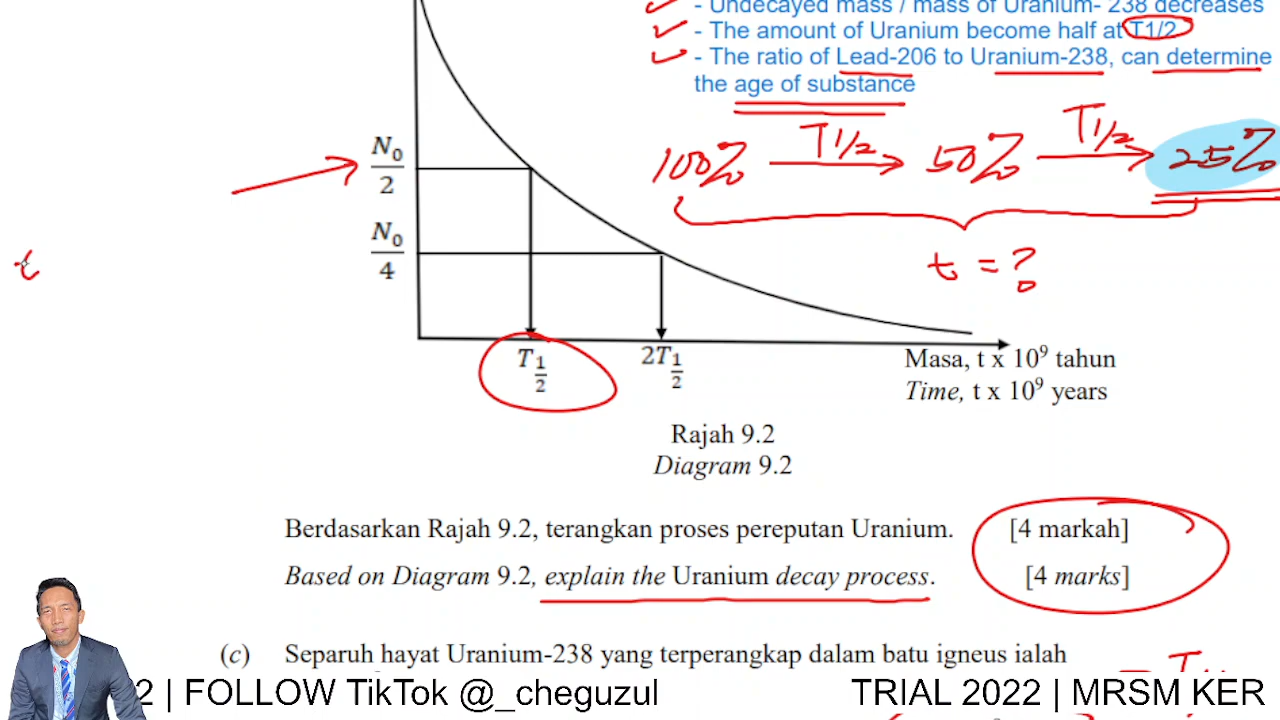 - Undecayed mass / mass of Uranium- 238 decreases
- The amount of Uranium become half at T1/2
- The ratio of Lead-206 to Uranium-238, can determine
the age of substance
100% T1/2 50% T1/2 25%
N0/2
N0/4
t
t = ?
T1/2
2T1/2
Masa, t x 10⁹ tahun
Time, t x 10⁹ years
Rajah 9.2
Diagram 9.2
Berdasarkan Rajah 9.2, terangkan proses pereputan Uranium. [4 markah]
Based on Diagram 9.2, explain the Uranium decay process. [4 marks]
(c) Separuh hayat Uranium-238 yang terperangkap dalam batu igneus ialah
2 | FOLLOW TikTok @_cheguzul TRIAL 2022 | MRSM KER